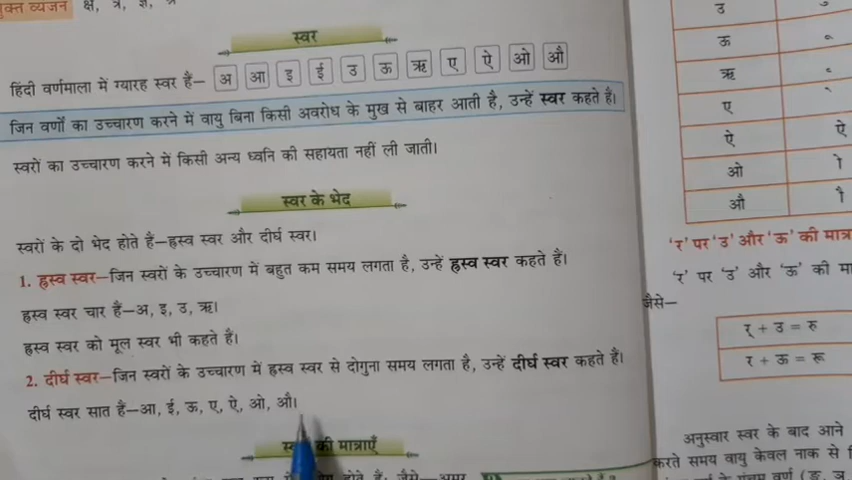 क्ष, त्र, ज्ञ, श्र
स्वर
हिंदी वर्णमाला में ग्यारह स्वर हैं– अ आ इ ई उ ऊ ऋ ए ऐ ओ औ
जिन वर्णों का उच्चारण करने में वायु बिना किसी अवरोध के मुख से बाहर आती है, उन्हें स्वर कहते हैं।
स्वरों का उच्चारण करने में किसी अन्य ध्वनि की सहायता नहीं ली जाती।
स्वर के भेद
स्वरों के दो भेद होते हैं–ह्रस्व स्वर और दीर्घ स्वर।
1. ह्रस्व स्वर–जिन स्वरों के उच्चारण में बहुत कम समय लगता है, उन्हें ह्रस्व स्वर कहते हैं।
ह्रस्व स्वर चार हैं–अ, इ, उ, ऋ।
ह्रस्व स्वर को मूल स्वर भी कहते हैं।
2. दीर्घ स्वर–जिन स्वरों के उच्चारण में ह्रस्व स्वर से दोगुना समय लगता है, उन्हें दीर्घ स्वर कहते हैं।
दीर्घ स्वर सात हैं–आ, ई, ऊ, ए, ऐ, ओ, औ।
की मात्राएँ
उ
ऊ
ऋ
ए
ऐ ऐ
ओ ो
औ ौ
'र' पर 'उ' और 'ऊ' की
'र' पर 'उ' और 'ऊ' की
जैसे–
र् + उ = रु
र + ऊ = रू
अनुस्वार स्वर के बाद आने
करते समय वायु केवल नाक से